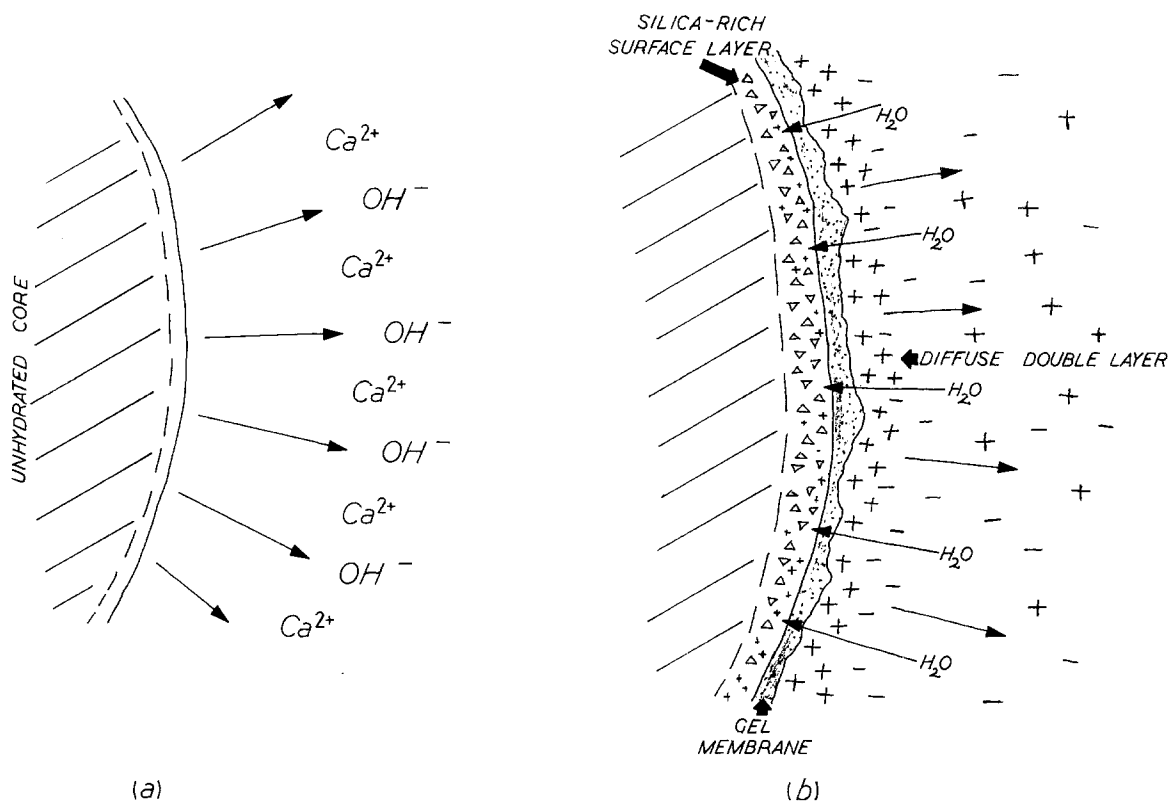 UNHYDRATED CORE
Ca²⁺
OH⁻
Ca²⁺
OH⁻
Ca²⁺
OH⁻
Ca²⁺
OH⁻
Ca²⁺
(a)
SILICA-RICH
SURFACE LAYER
H₂O
H₂O
DIFFUSE DOUBLE LAYER
H₂O
H₂O
H₂O
GEL
MEMBRANE
(b)